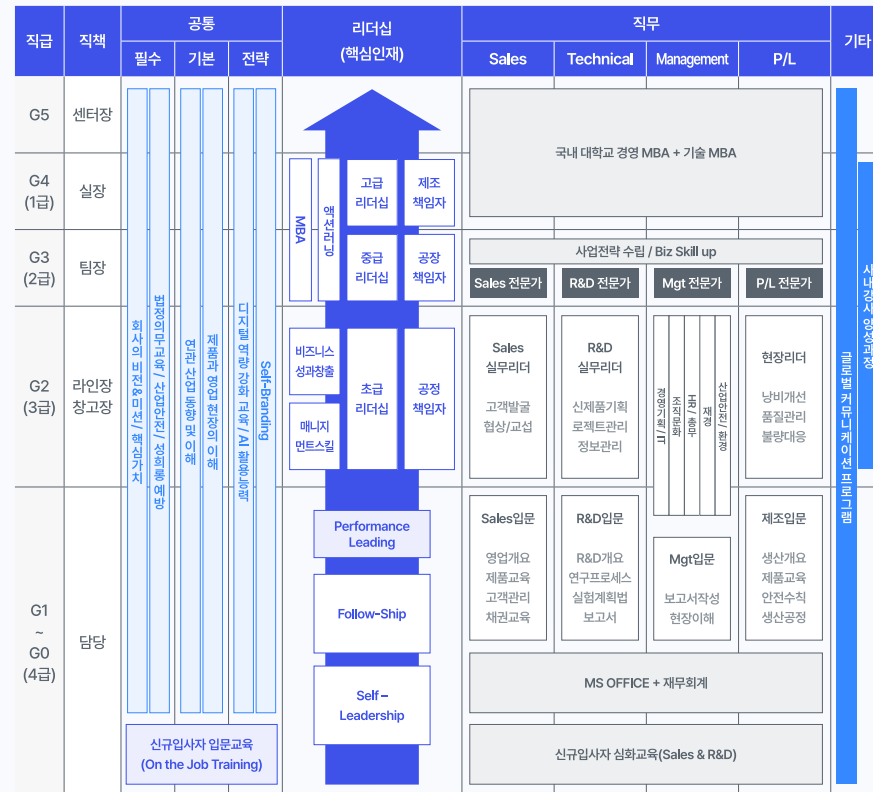 직급
직책
공통
필수
기본
전략
리더십
(핵심인재)
직무
Sales
Technical
Management
P/L
기타
G5
센터장
G4
(1급)
실장
G3
(2급)
팀장
G2
(3급)
라인장
창고장
G1
~
G0
(4급)
담당
회사의 비전&미션/ 핵심가치
법정의무교육/ 산업안전/ 성희롱 예방
연관 산업 동향 및 이해
제품과 영업 현장의 이해
디지털 역량 강화 교육/ AI 활용능력
Self-Branding
신규입사자 입문교육
(On the Job Training)
MBA
액션러닝
고급
리더십
제조
책임자
중급
리더십
공장
책임자
비즈니스
성과창출
매니지
먼트스킬
초급
리더십
공정
책임자
Performance
Leading
Follow-Ship
Self –
Leadership
국내 대학교 경영 MBA + 기술 MBA
사업전략 수립 / Biz Skill up
Sales 전문가
R&D 전문가
Mgt 전문가
P/L 전문가
Sales
실무리더
고객발굴
협상/교섭
R&D
실무리더
신제품기획
로젝트관리
정보관리
경영기획/ IT
조직문화
HR/ 총무
재경
산업안전/ 환경
현장리더
낭비개선
품질관리
불량대응
Sales입문
영업개요
제품교육
고객관리
채권교육
R&D입문
R&D개요
연구프로세스
실험계획법
보고서
Mgt입문
보고서작성
현장이해
제조입문
생산개요
제품교육
안전수칙
생산공정
MS OFFICE + 재무회계
신규입사자 심화교육(Sales & R&D)
글로벌 커뮤니케이션 프로그램
사내강사 양성과정